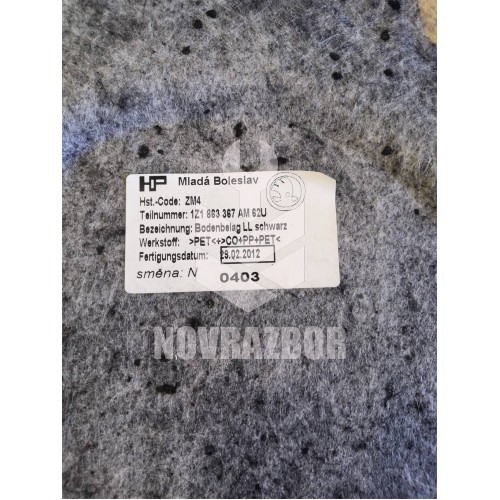 HP Mladá Boleslav
Hst.-Code: ZM4
Teilnummer: 1Z1 863 367 AM 62U
Bezeichnung: Bodenbelag LL schwarz
Werkstoff: >PET<+>CO+PP+PET<
Fertigungsdatum: 29.02.2012
směna: N 0403
NOVRAZBOR